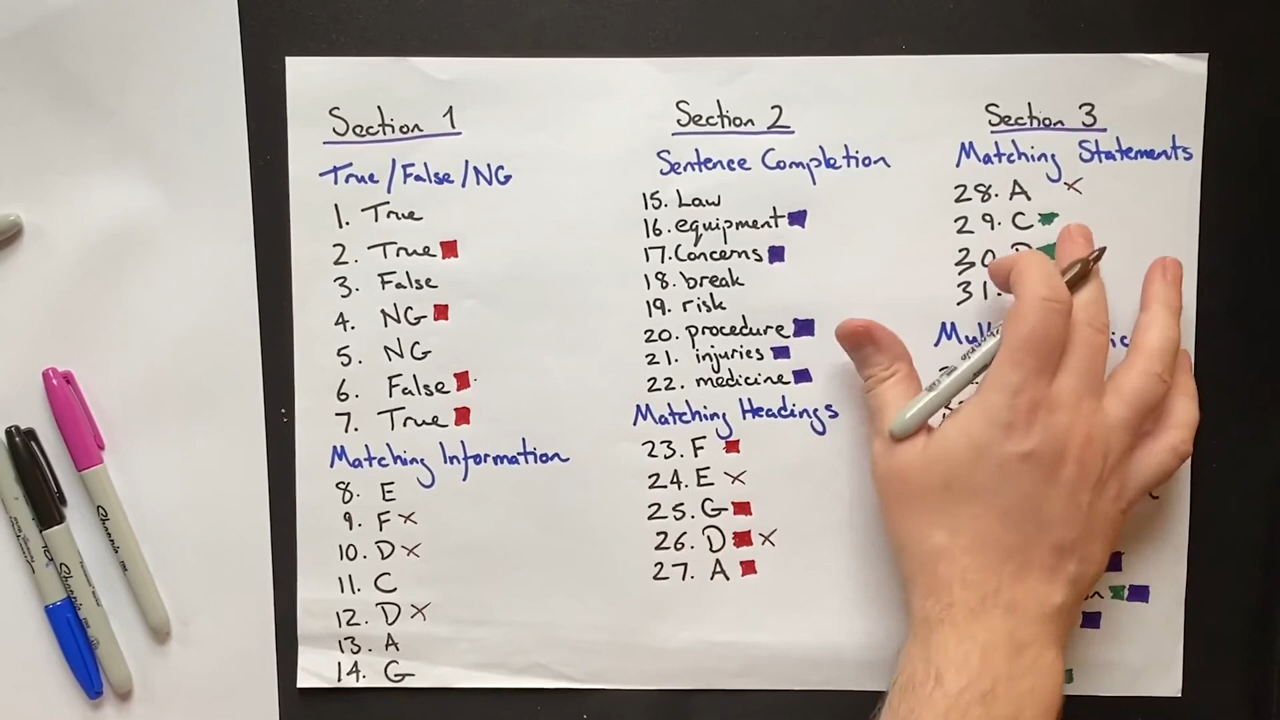 Section 1
True/False/NG
1. True
2. True
3. False
4. NG
5. NG
6. False
7. True
Matching Information
8. E
9. F ×
10. D ×
11. C
12. D ×
13. A
14. G
Section 2
Sentence Completion
15. Law
16. equipment
17. Concerns
18. break
19. risk
20. procedure
21. injuries
22. medicine
Matching Headings
23. F
24. E ×
25. G
26. D ×
27. A
Section 3
Matching Statements
28. A ×
29. C
30.
31.
Sharpie